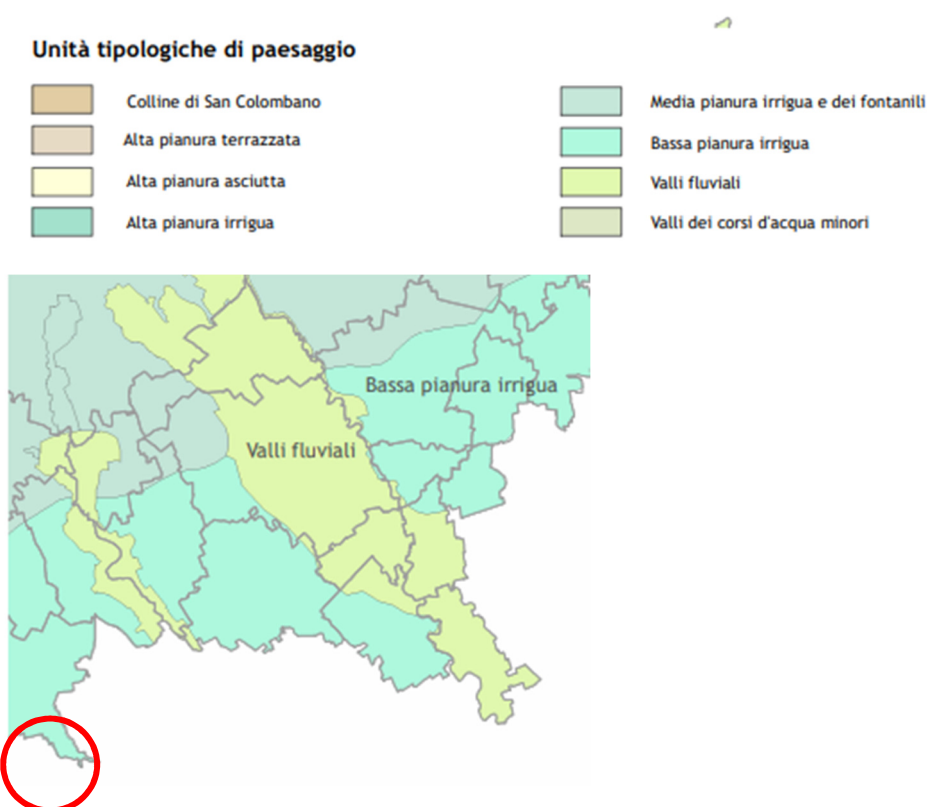 Unità tipologiche di paesaggio
Colline di San Colombano
Alta pianura terrazzata
Alta pianura asciutta
Alta pianura irrigua
Media pianura irrigua e dei fontanili
Bassa pianura irrigua
Valli fluviali
Valli dei corsi d'acqua minori
Bassa pianura irrigua
Valli fluviali